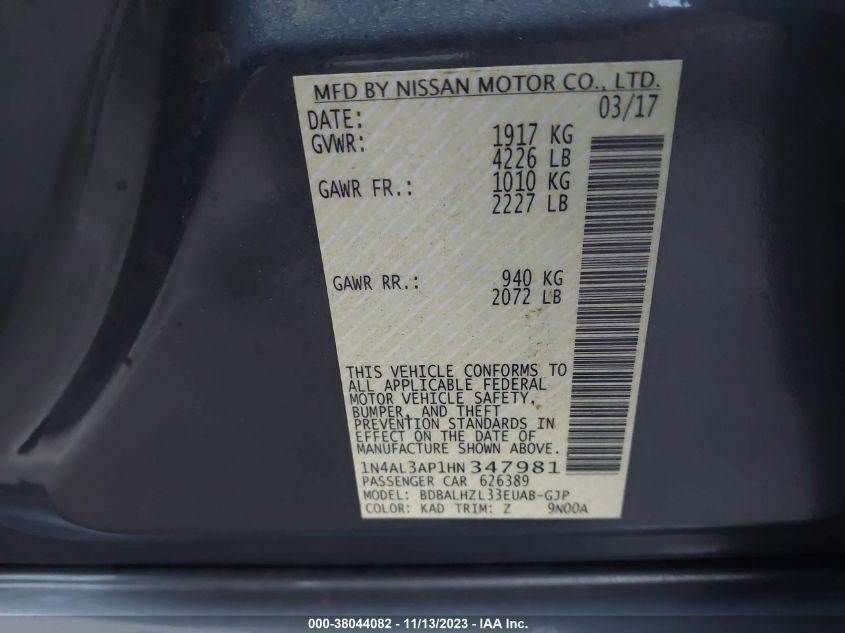 MFD BY NISSAN MOTOR CO., LTD.
DATE: 03/17
GVWR: 1917 KG
4226 LB
GAWR FR.: 1010 KG
2227 LB
GAWR RR.: 940 KG
2072 LB
THIS VEHICLE CONFORMS TO
ALL APPLICABLE FEDERAL
MOTOR VEHICLE SAFETY,
BUMPER, AND THEFT
PREVENTION STANDARDS IN
EFFECT ON THE DATE OF
MANUFACTURE SHOWN ABOVE.
1N4AL3AP1HN 347981
PASSENGER CAR 626389
MODEL: BDBALHZL33EUAB-GJP
COLOR: KAD TRIM: Z 9N00A
000-38044082 - 11/13/2023 - IAA Inc.